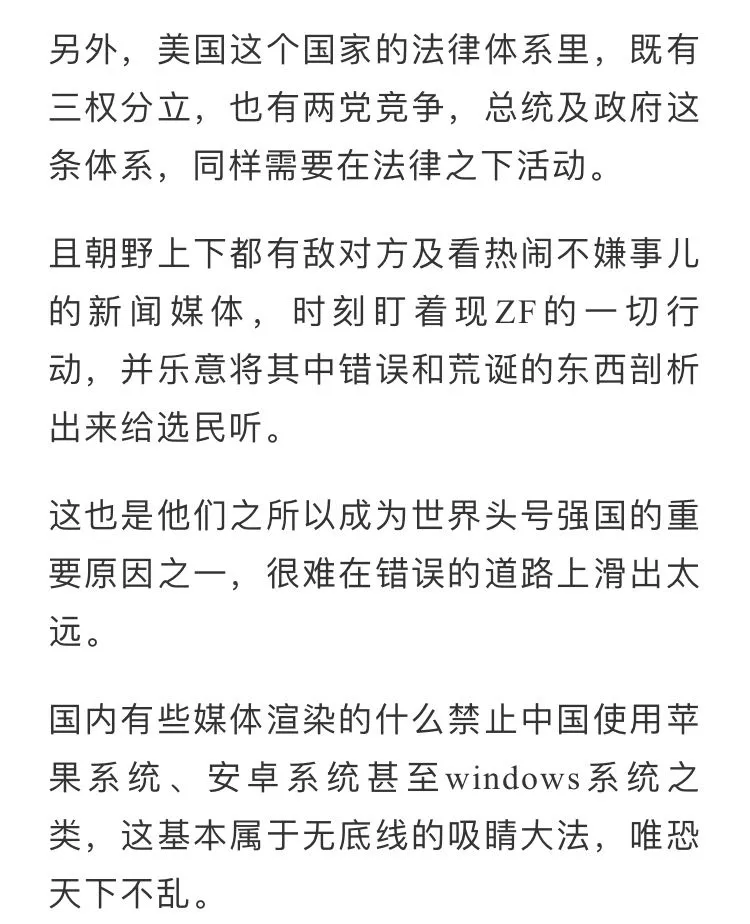 另外，美国这个国家的法律体系里，既有
三权分立，也有两党竞争，总统及政府这
条体系，同样需要在法律之下活动。
且朝野上下都有敌对方及看热闹不嫌事儿
的新闻媒体，时刻盯着现ZF的一切行
动，并乐意将其中错误和荒诞的东西剖析
出来给选民听。
这也是他们之所以成为世界头号强国的重
要原因之一，很难在错误的道路上滑出太
远。
国内有些媒体渲染的什么禁止中国使用苹
果系统、安卓系统甚至windows系统之
类，这基本属于无底线的吸睛大法，唯恐
天下不乱。